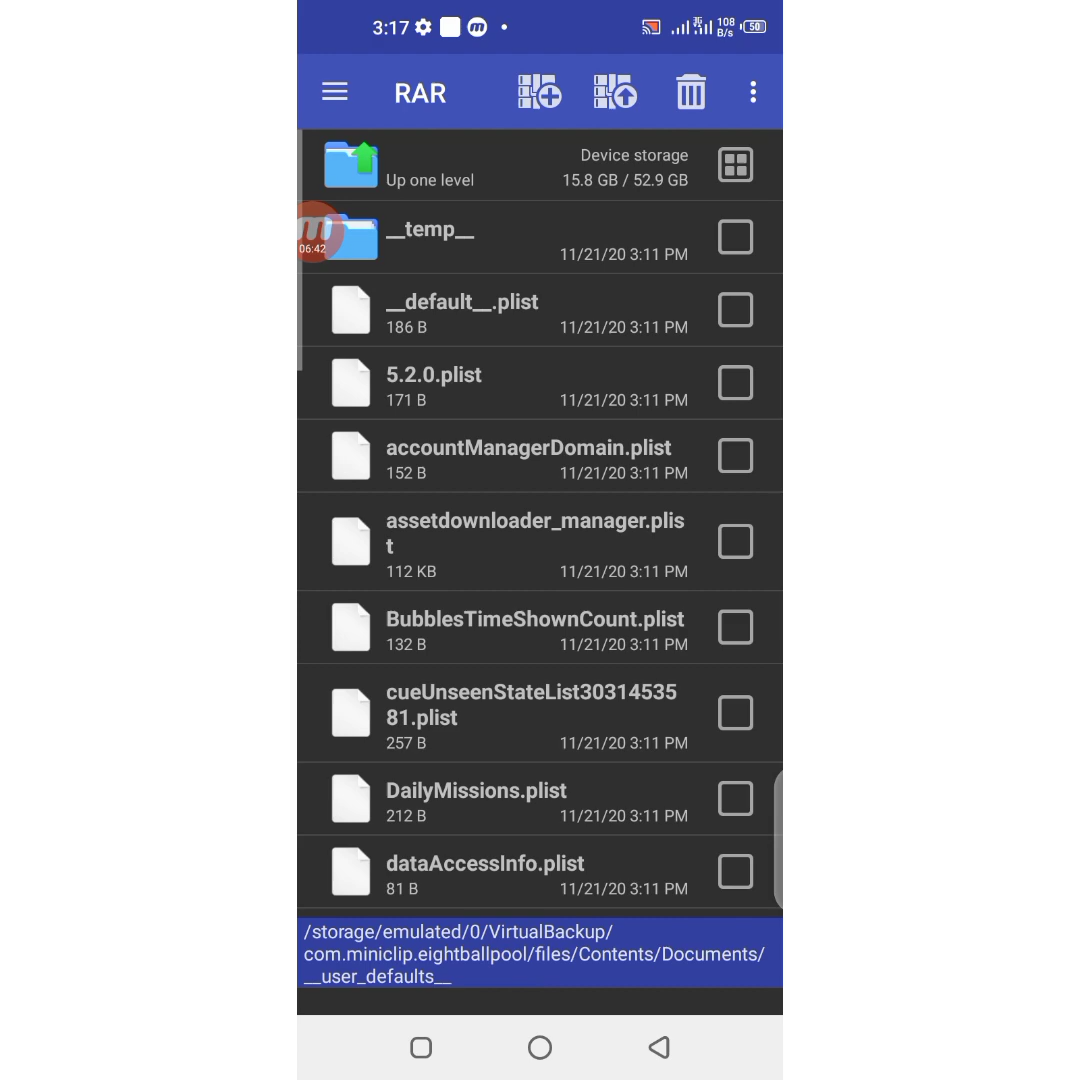 3:17 m 108 B/s 50
RAR
Device storage
Up one level 15.8 GB / 52.9 GB
__temp__
11/21/20 3:11 PM
m
06:42
__default__.plist
186 B 11/21/20 3:11 PM
5.2.0.plist
171 B 11/21/20 3:11 PM
accountManagerDomain.plist
152 B 11/21/20 3:11 PM
assetdownloader_manager.plis
t
112 KB 11/21/20 3:11 PM
BubblesTimeShownCount.plist
132 B 11/21/20 3:11 PM
cueUnseenStateList30314535
81.plist
257 B 11/21/20 3:11 PM
DailyMissions.plist
212 B 11/21/20 3:11 PM
dataAccessInfo.plist
81 B 11/21/20 3:11 PM
/storage/emulated/0/VirtualBackup/
com.miniclip.eightballpool/files/Contents/Documents/
__user_defaults__